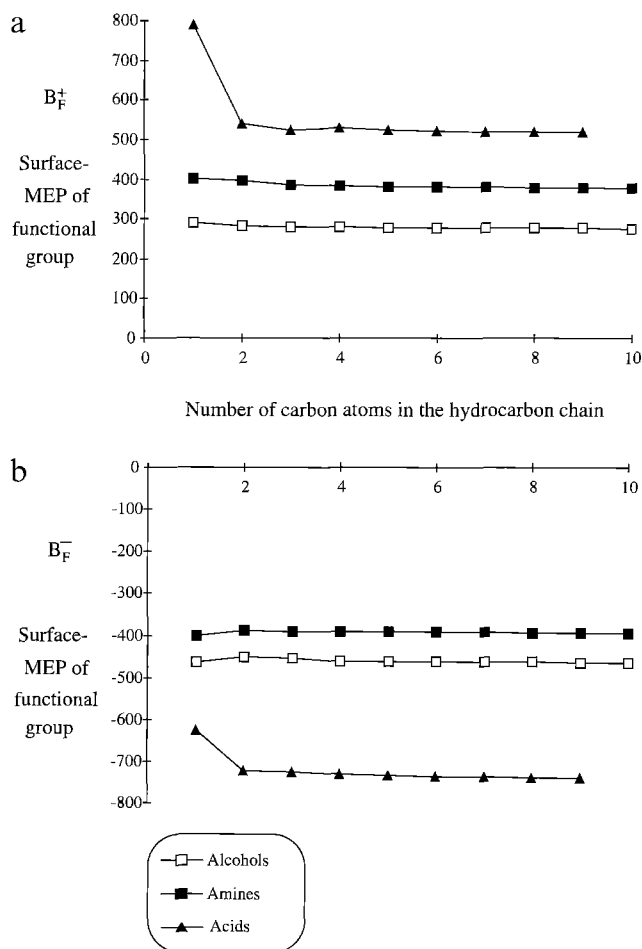 a
800
700
B_F^+
600
500
Surface-
MEP of
functional
group
400
300
200
100
0
0
2
4
6
8
10
Number of carbon atoms in the hydrocarbon chain
b
0
2
4
6
8
10
-100
B_F^−
-200
-300
Surface-
MEP of
functional
group
-400
-500
-600
-700
-800
Alcohols
Amines
Acids